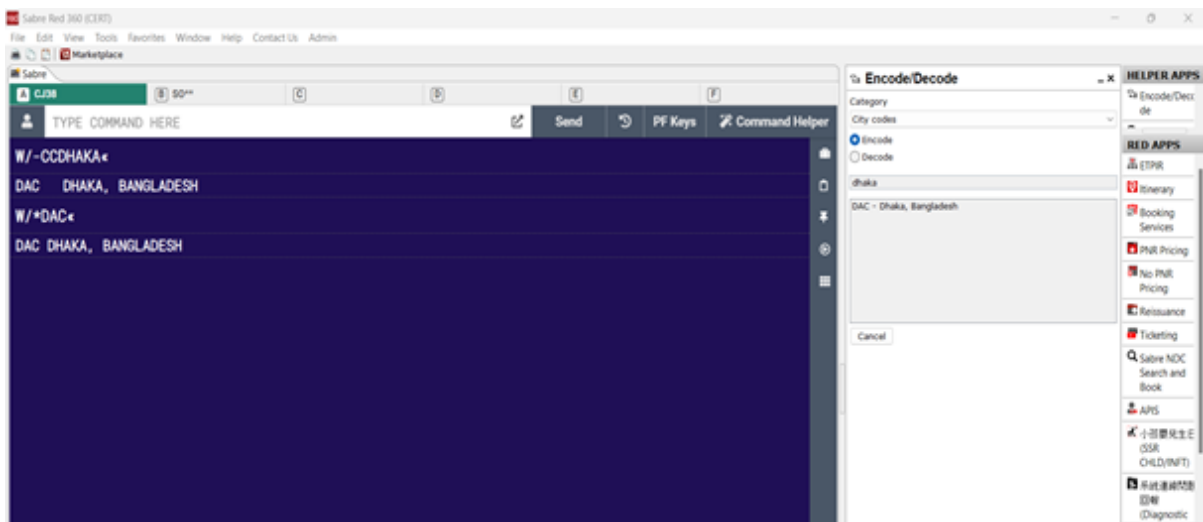 Sabre Red 360 (CERT)
File Edit View Tools Favorites Window Help Contact Us Admin
Marketplace
Sabre
A CJ38
B SO**
C
D
E
F
TYPE COMMAND HERE
Send
PF Keys
Command Helper
W/-CCDHAKA«
DAC DHAKA, BANGLADESH
W/*DAC«
DAC DHAKA, BANGLADESH
Encode/Decode
Category
City codes
Encode
Decode
dhaka
DAC - Dhaka, Bangladesh
Cancel
HELPER APPS
Encode/Deco
de
RED APPS
ETPIR
Itinerary
Booking
Services
PNR Pricing
No PNR
Pricing
Reissuance
Ticketing
Sabre NDC
Search and
Book
APIS
(SSR
CHLD/INFT)
(Diagnostic